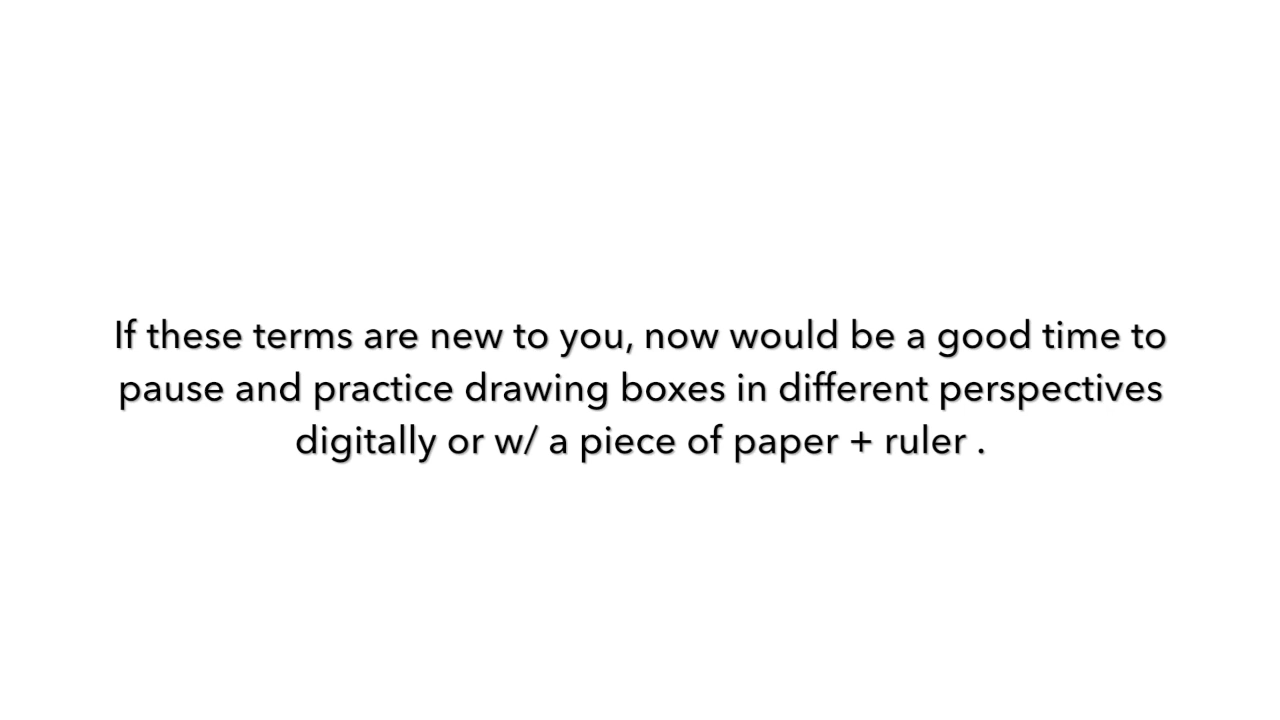 If these terms are new to you, now would be a good time to
pause and practice drawing boxes in different perspectives
digitally or w/ a piece of paper + ruler .